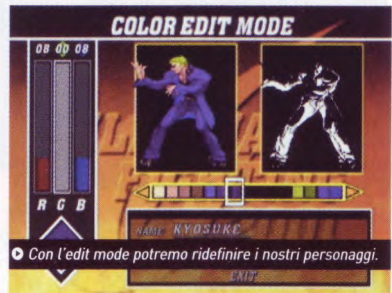 COLOR EDIT MODE
08 00 08
R G B
NAME KYOSUKE
Con l'edit mode potremo ridefinire i nostri personaggi.
EXIT